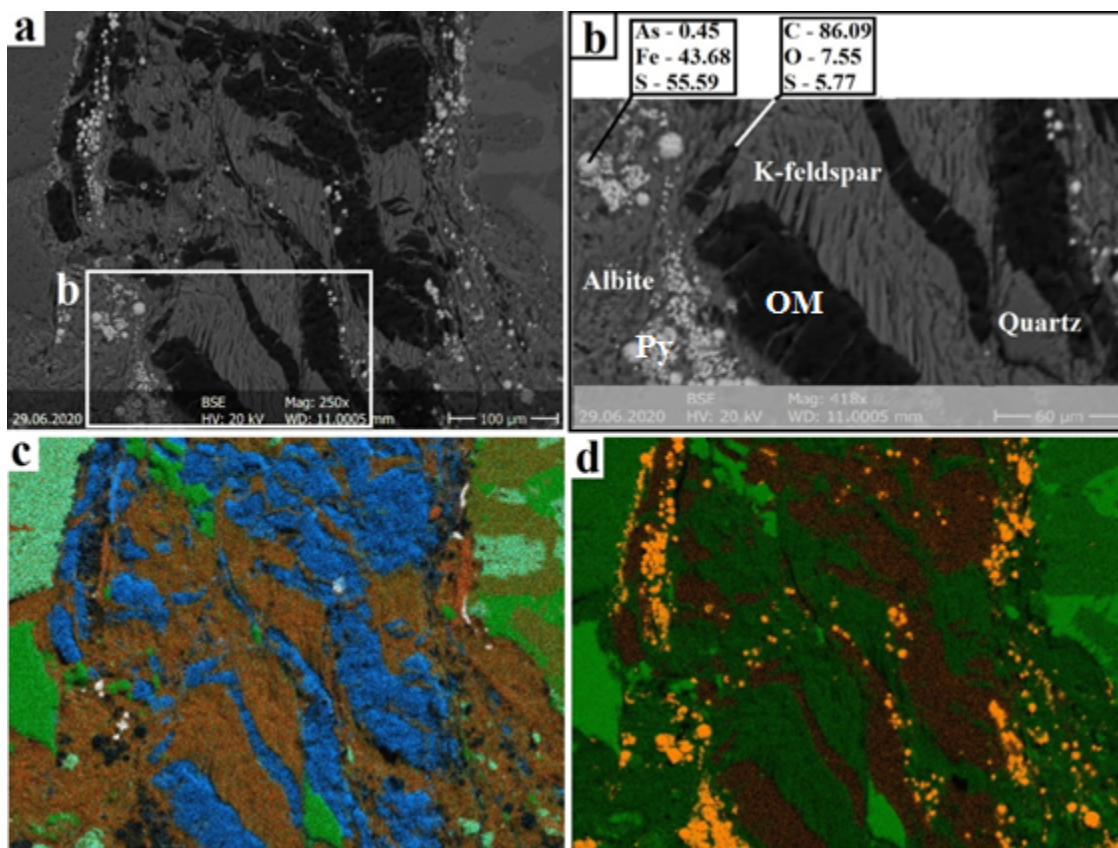 a
b
BSE
Mag: 250x
29.06.2020
HV: 20 kV
WD: 11.0005 mm
100 µm
b
As - 0.45
Fe - 43.68
S - 55.59
C - 86.09
O - 7.55
S - 5.77
K-feldspar
Albite
OM
Quartz
Py
BSE
Mag: 418x
29.06.2020
HV: 20 kV
WD: 11.0005 mm
60 µm
c
d